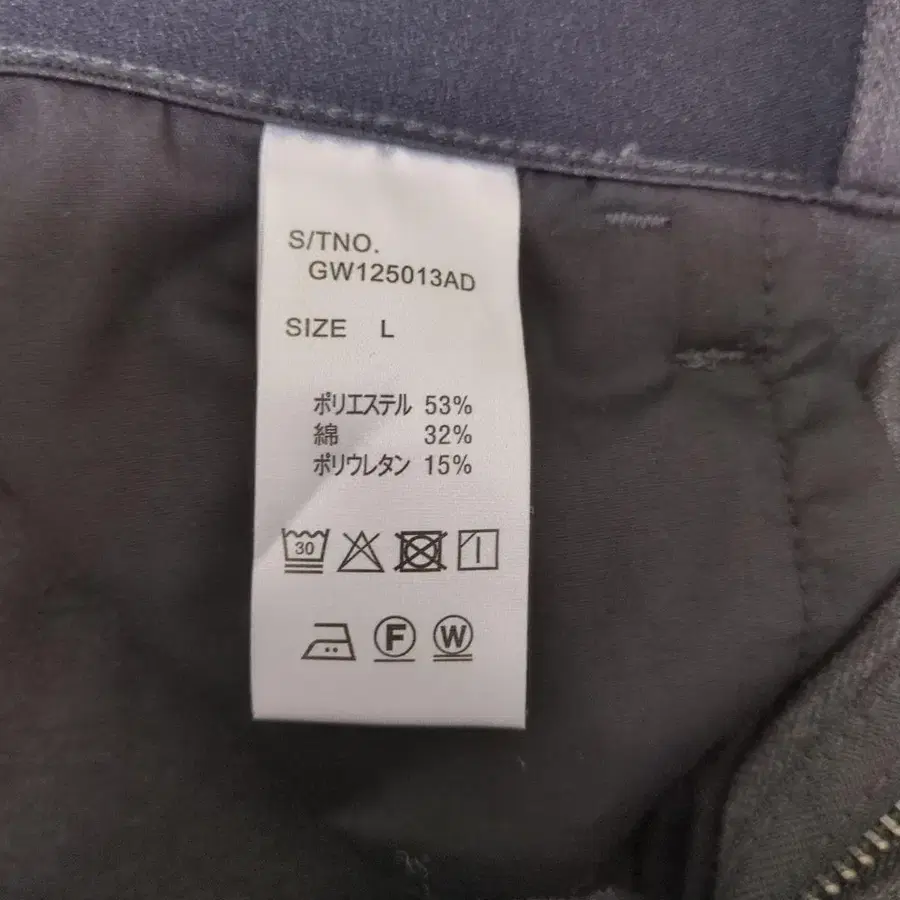 S/TNO.
GW125013AD
SIZE L
ポリエステル 53%
綿 32%
ポリウレタン 15%
30
F W